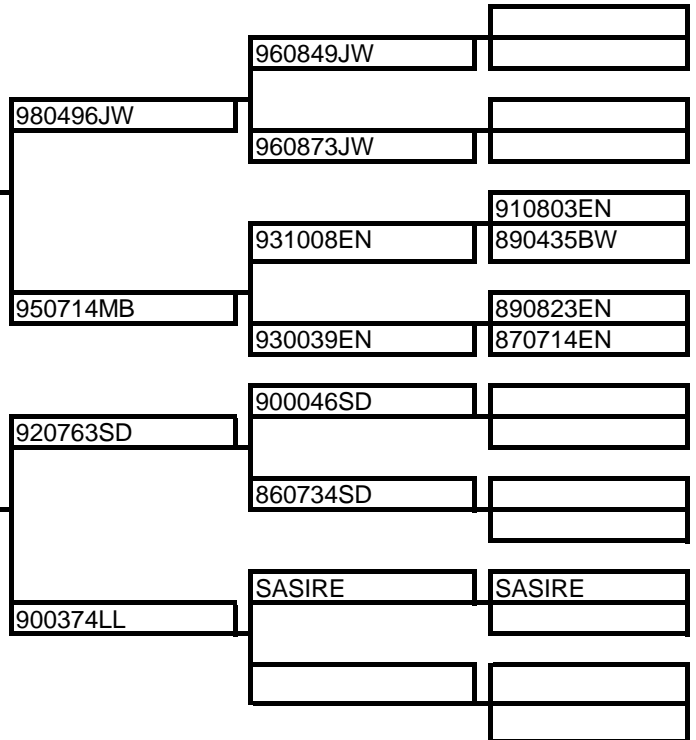 960849JW
980496JW
960873JW
910803EN
931008EN
890435BW
950714MB
890823EN
930039EN
870714EN
900046SD
920763SD
860734SD
SASIRE
SASIRE
900374LL